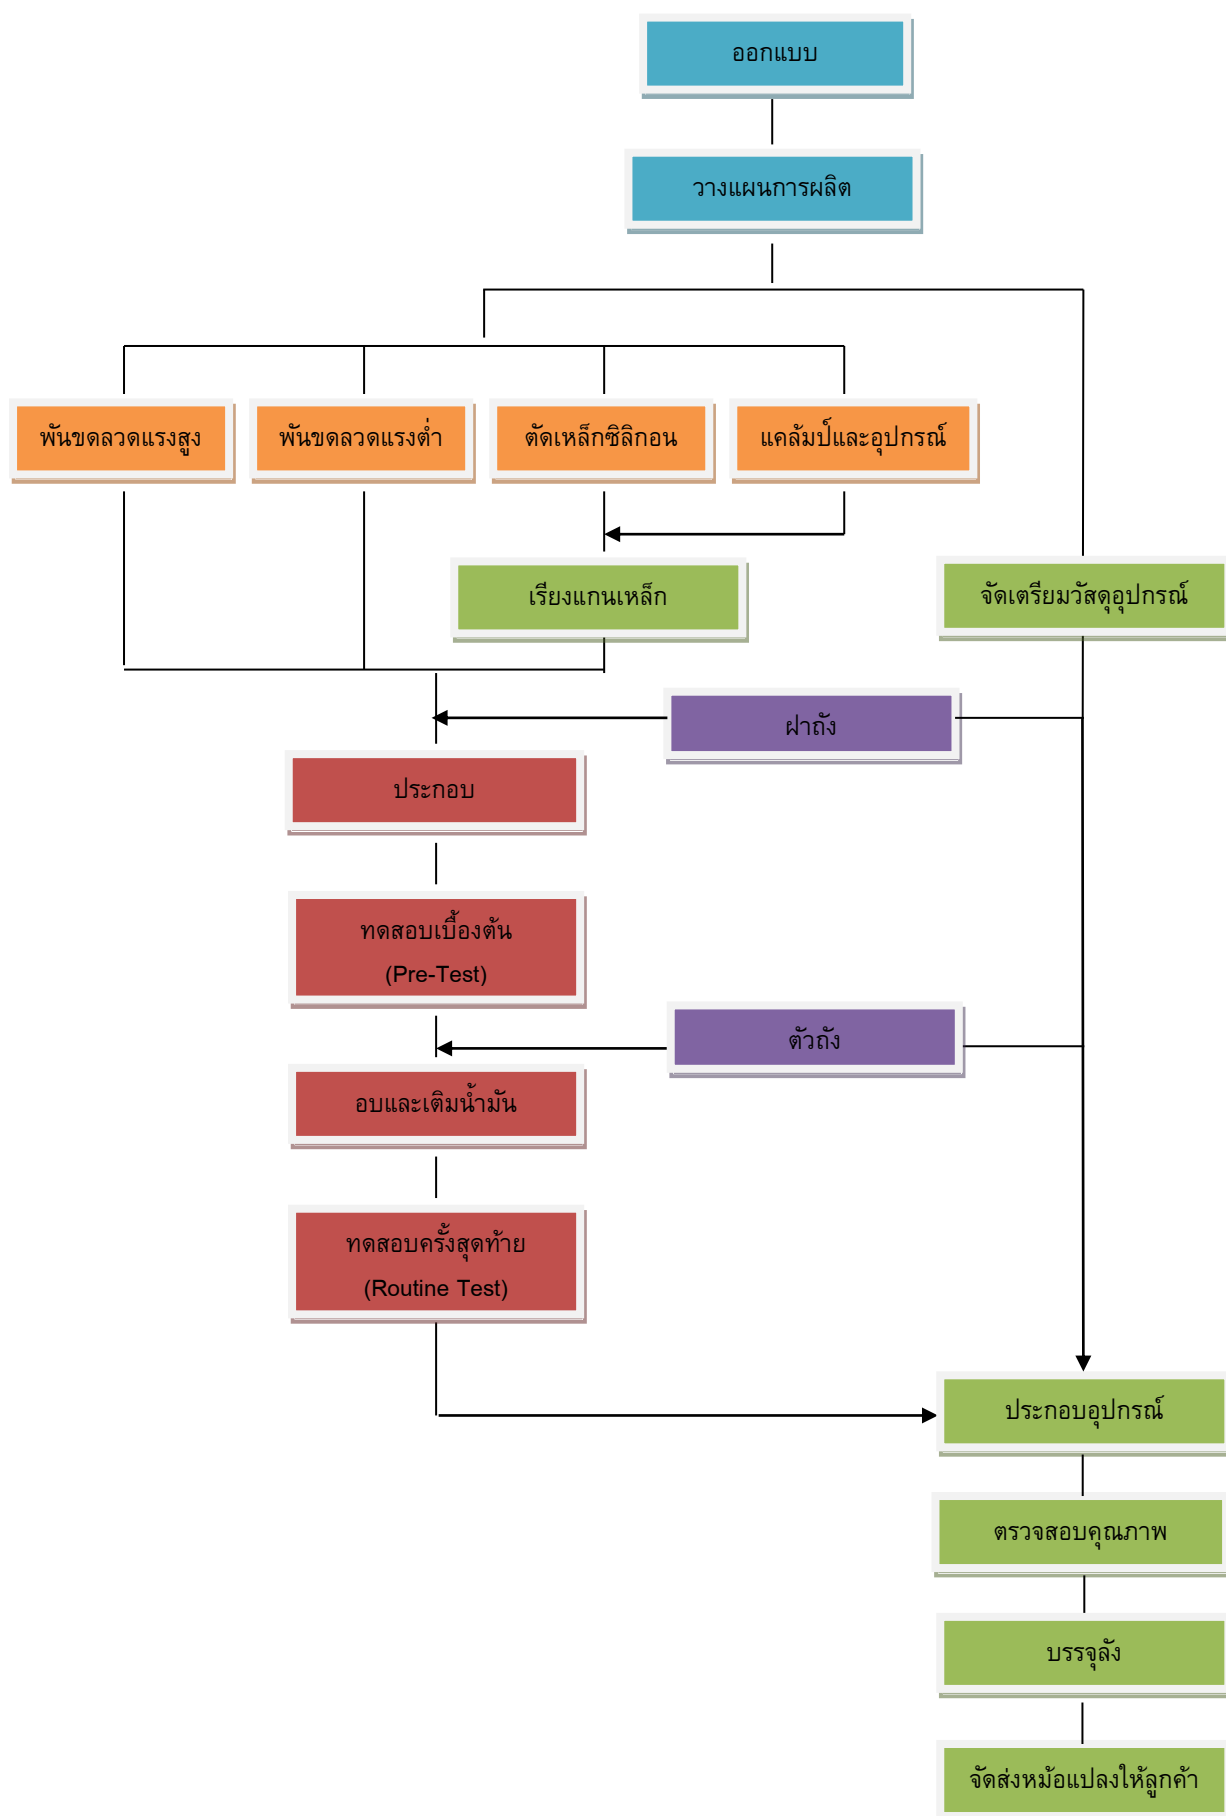 ออกแบบ
วางแผนการผลิต
พันขดลวดแรงสูง
พันขดลวดแรงต่ำ
ตัดเหล็กซิลิกอน
แคล้มป์และอุปกรณ์
เรียงแกนเหล็ก
จัดเตรียมวัสดุอุปกรณ์
ฝาถัง
ประกอบ
ทดสอบเบื้องต้น
(Pre-Test)
ตัวถัง
อบและเติมน้ำมัน
ทดสอบครั้งสุดท้าย
(Routine Test)
ประกอบอุปกรณ์
ตรวจสอบคุณภาพ
บรรจุลัง
จัดส่งหม้อแปลงให้ลูกค้า